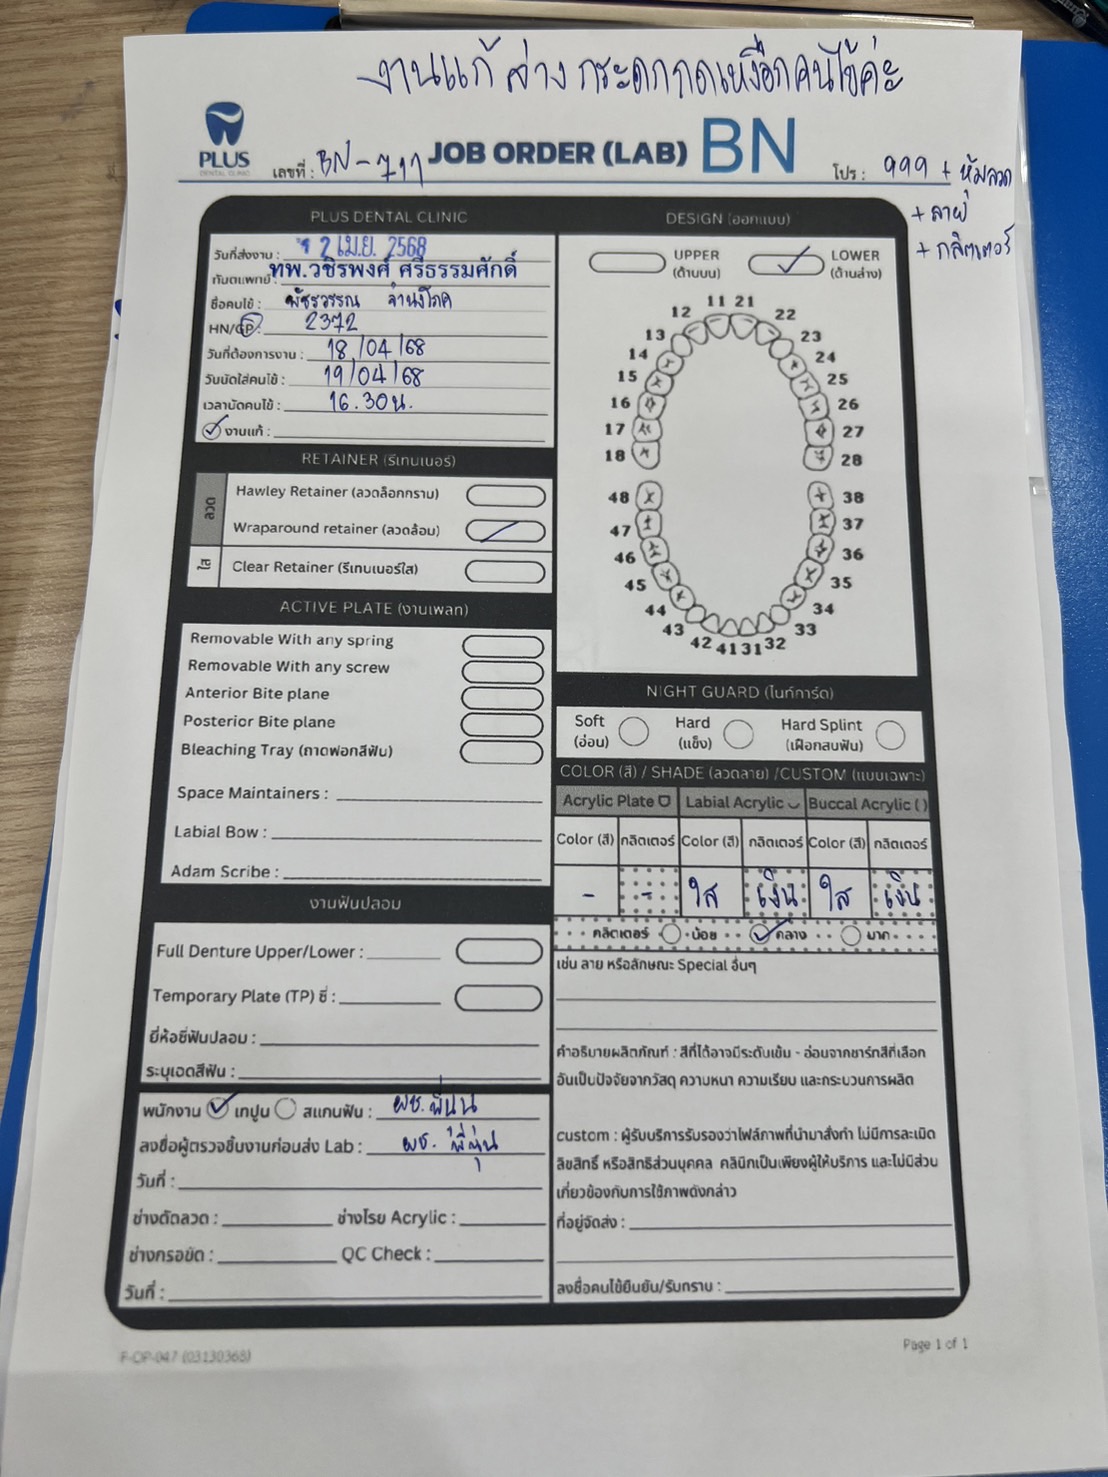 งานแก้ ล่าง กระดกกดเหงือกคนไข้ค่ะ
PLUS
DENTAL CLINIC
เลขที่ : BN-711
JOB ORDER (LAB) BN
โปร : 999 + หุ้มลวด
+ ลาย
+ กลิตเตอร์
PLUS DENTAL CLINIC
วันที่ส่งงาน : 12 เม.ย. 2568
ทันตแพทย์ : ทพ.วชิรพงศ์ ศรีธรรมศักดิ์
ชื่อคนไข้ : พัชรวรรณ จำนงโภค
HN/GP : 2372
วันที่ต้องการงาน : 18/04/68
วันนัดใส่คนไข้ : 19/04/68
เวลานัดคนไข้ : 16.30น.
งานแก้ :
RETAINER (รีเทนเนอร์)
ลวด
Hawley Retainer (ลวดล็อกกราม)
Wraparound retainer (ลวดล้อม)
ใส
Clear Retainer (รีเทนเนอร์ใส)
ACTIVE PLATE (งานเพลท)
Removable With any spring
Removable With any screw
Anterior Bite plane
Posterior Bite plane
Bleaching Tray (ถาดฟอกสีฟัน)
Space Maintainers :
Labial Bow :
Adam Scribe :
งานฟันปลอม
Full Denture Upper/Lower :
Temporary Plate (TP) ซี่ :
ยี่ห้อซี่ฟันปลอม :
ระบุเฉดสีฟัน :
พนักงาน เทปูน สแกนฟัน : ผช. พี่นุ่น
ลงชื่อผู้ตรวจชิ้นงานก่อนส่ง Lab : ผช.
วันที่ :
ช่างดัดลวด : ช่างโรย Acrylic :
ช่างกรอขัด : QC Check :
วันที่ :
DESIGN (ออกแบบ)
UPPER
(ด้านบน)
LOWER
(ด้านล่าง)
11 21
12 22
13 23
14 24
15 25
16 26
17 27
18 28
48 38
47 37
46 36
45 35
44 34
43 33
42 41 31 32
NIGHT GUARD (ไนท์การ์ด)
Soft
(อ่อน)
Hard
(แข็ง)
Hard Splint
(เฝือกสบฟัน)
COLOR (สี) / SHADE (ลวดลาย) /CUSTOM (แบบเฉพาะ)
Acrylic Plate Labial Acrylic Buccal Acrylic ( )
Color (สี) กลิตเตอร์ Color (สี) กลิตเตอร์ Color (สี) กลิตเตอร์
- - ใส เงิน ใส เงิน
กลิตเตอร์ น้อย กลาง มาก
เช่น ลาย หรือลักษณะ Special อื่นๆ
คำอธิบายผลิตภัณฑ์ : สีที่ได้อาจมีระดับเข้ม - อ่อนจากชาร์ทสีที่เลือก
อันเป็นปัจจัยจากวัสดุ ความหนา ความเรียบ และกระบวนการผลิต
custom : ผู้รับบริการรับรองว่าไฟล์ภาพที่นำมาสั่งทำ ไม่มีการละเมิด
ลิขสิทธิ์ หรือสิทธิส่วนบุคคล คลินิกเป็นเพียงผู้ให้บริการ และไม่มีส่วน
เกี่ยวข้องกับการใช้ภาพดังกล่าว
ที่อยู่จัดส่ง :
ลงชื่อคนไข้ยืนยัน/รับทราบ :
F-OP-047 (03130368)
Page 1 of 1